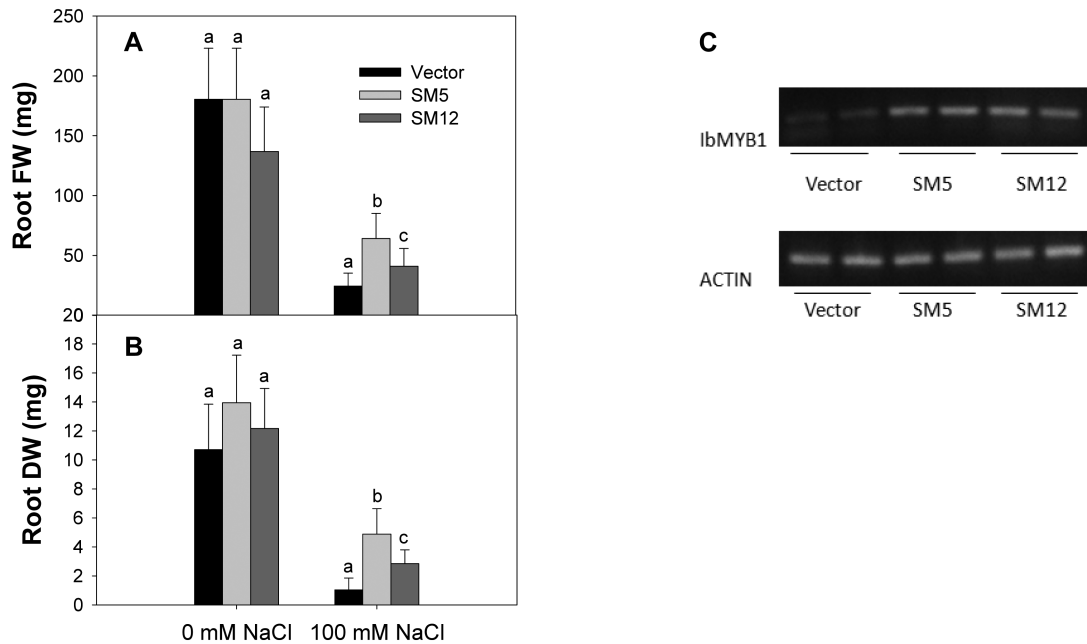 A
Root FW (mg)
250
200
150
100
50
20
a
a
a
a
b
c
Vector
SM5
SM12
B
Root DW (mg)
18
16
14
12
10
8
6
4
2
0
a
a
a
a
b
c
0 mM NaCl
100 mM NaCl
C
IbMYB1
Vector
SM5
SM12
ACTIN
Vector
SM5
SM12